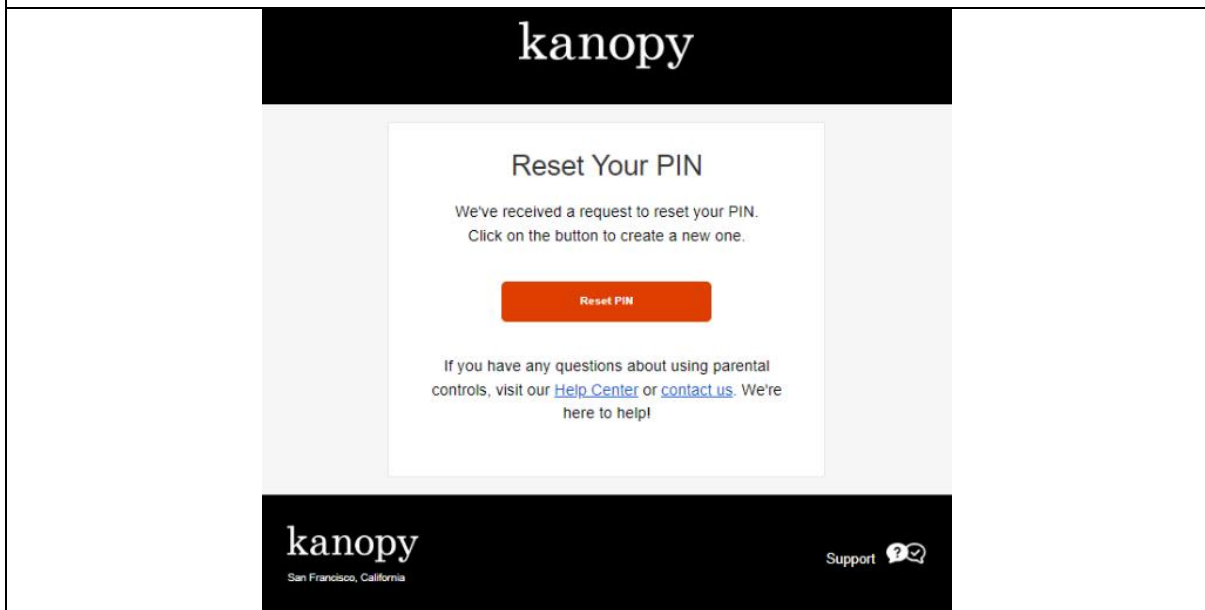 kanopy
Reset Your PIN
We've received a request to reset your PIN.
Click on the button to create a new one.
Reset PIN
If you have any questions about using parental
controls, visit our Help Center or contact us. We're
here to help!
kanopy
San Francisco, California
Support